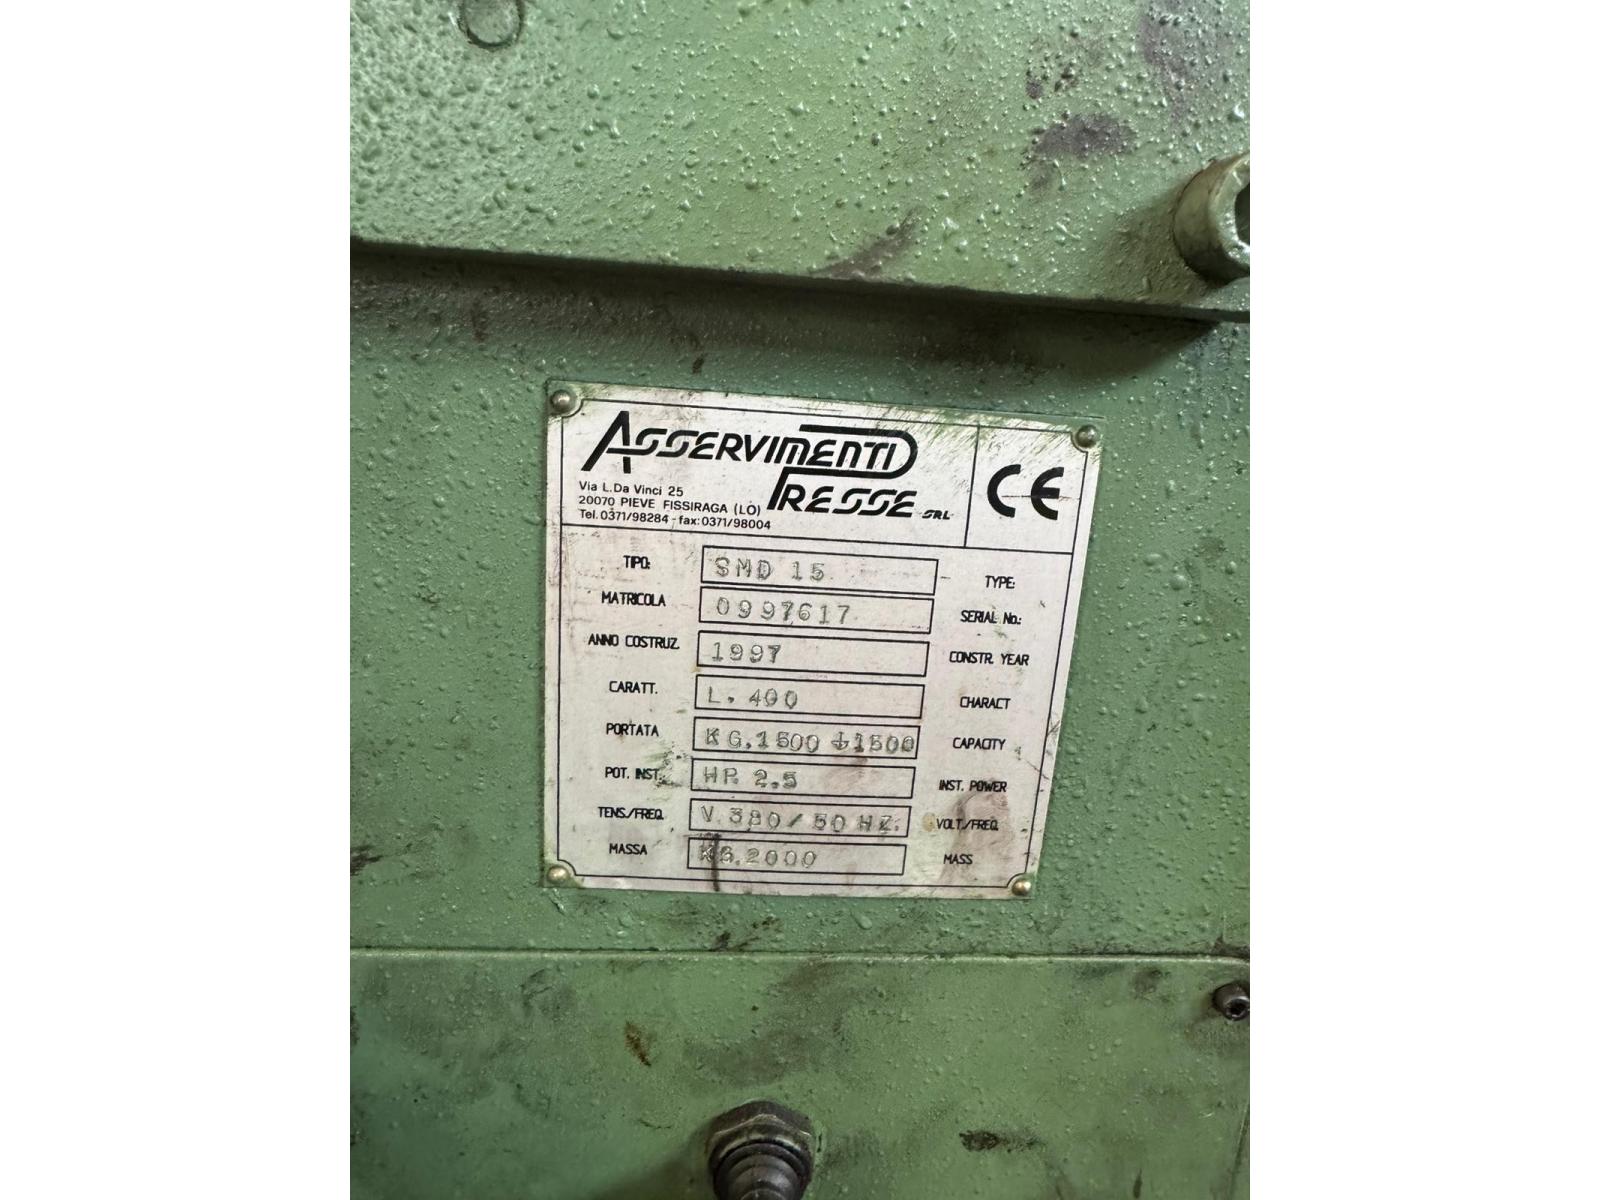 ASSERVIMENTI
PRESSE SRL
CE
Via L.Da Vinci 25
20070 PIEVE FISSIRAGA (LO)
Tel.0371/98284 - fax:0371/98004
TIPO: SMD 15 TYPE:
MATRICOLA 0997617 SERIAL No.:
ANNO COSTRUZ. 1997 CONSTR. YEAR
CARATT. L. 400 CHARACT
PORTATA KG.1500 + 1500 CAPACITY
POT. INST. HP. 2.5 INST. POWER
TENS./FREQ. V 380/50 HZ. VOLT./FREQ.
MASSA KG.2000 MASS